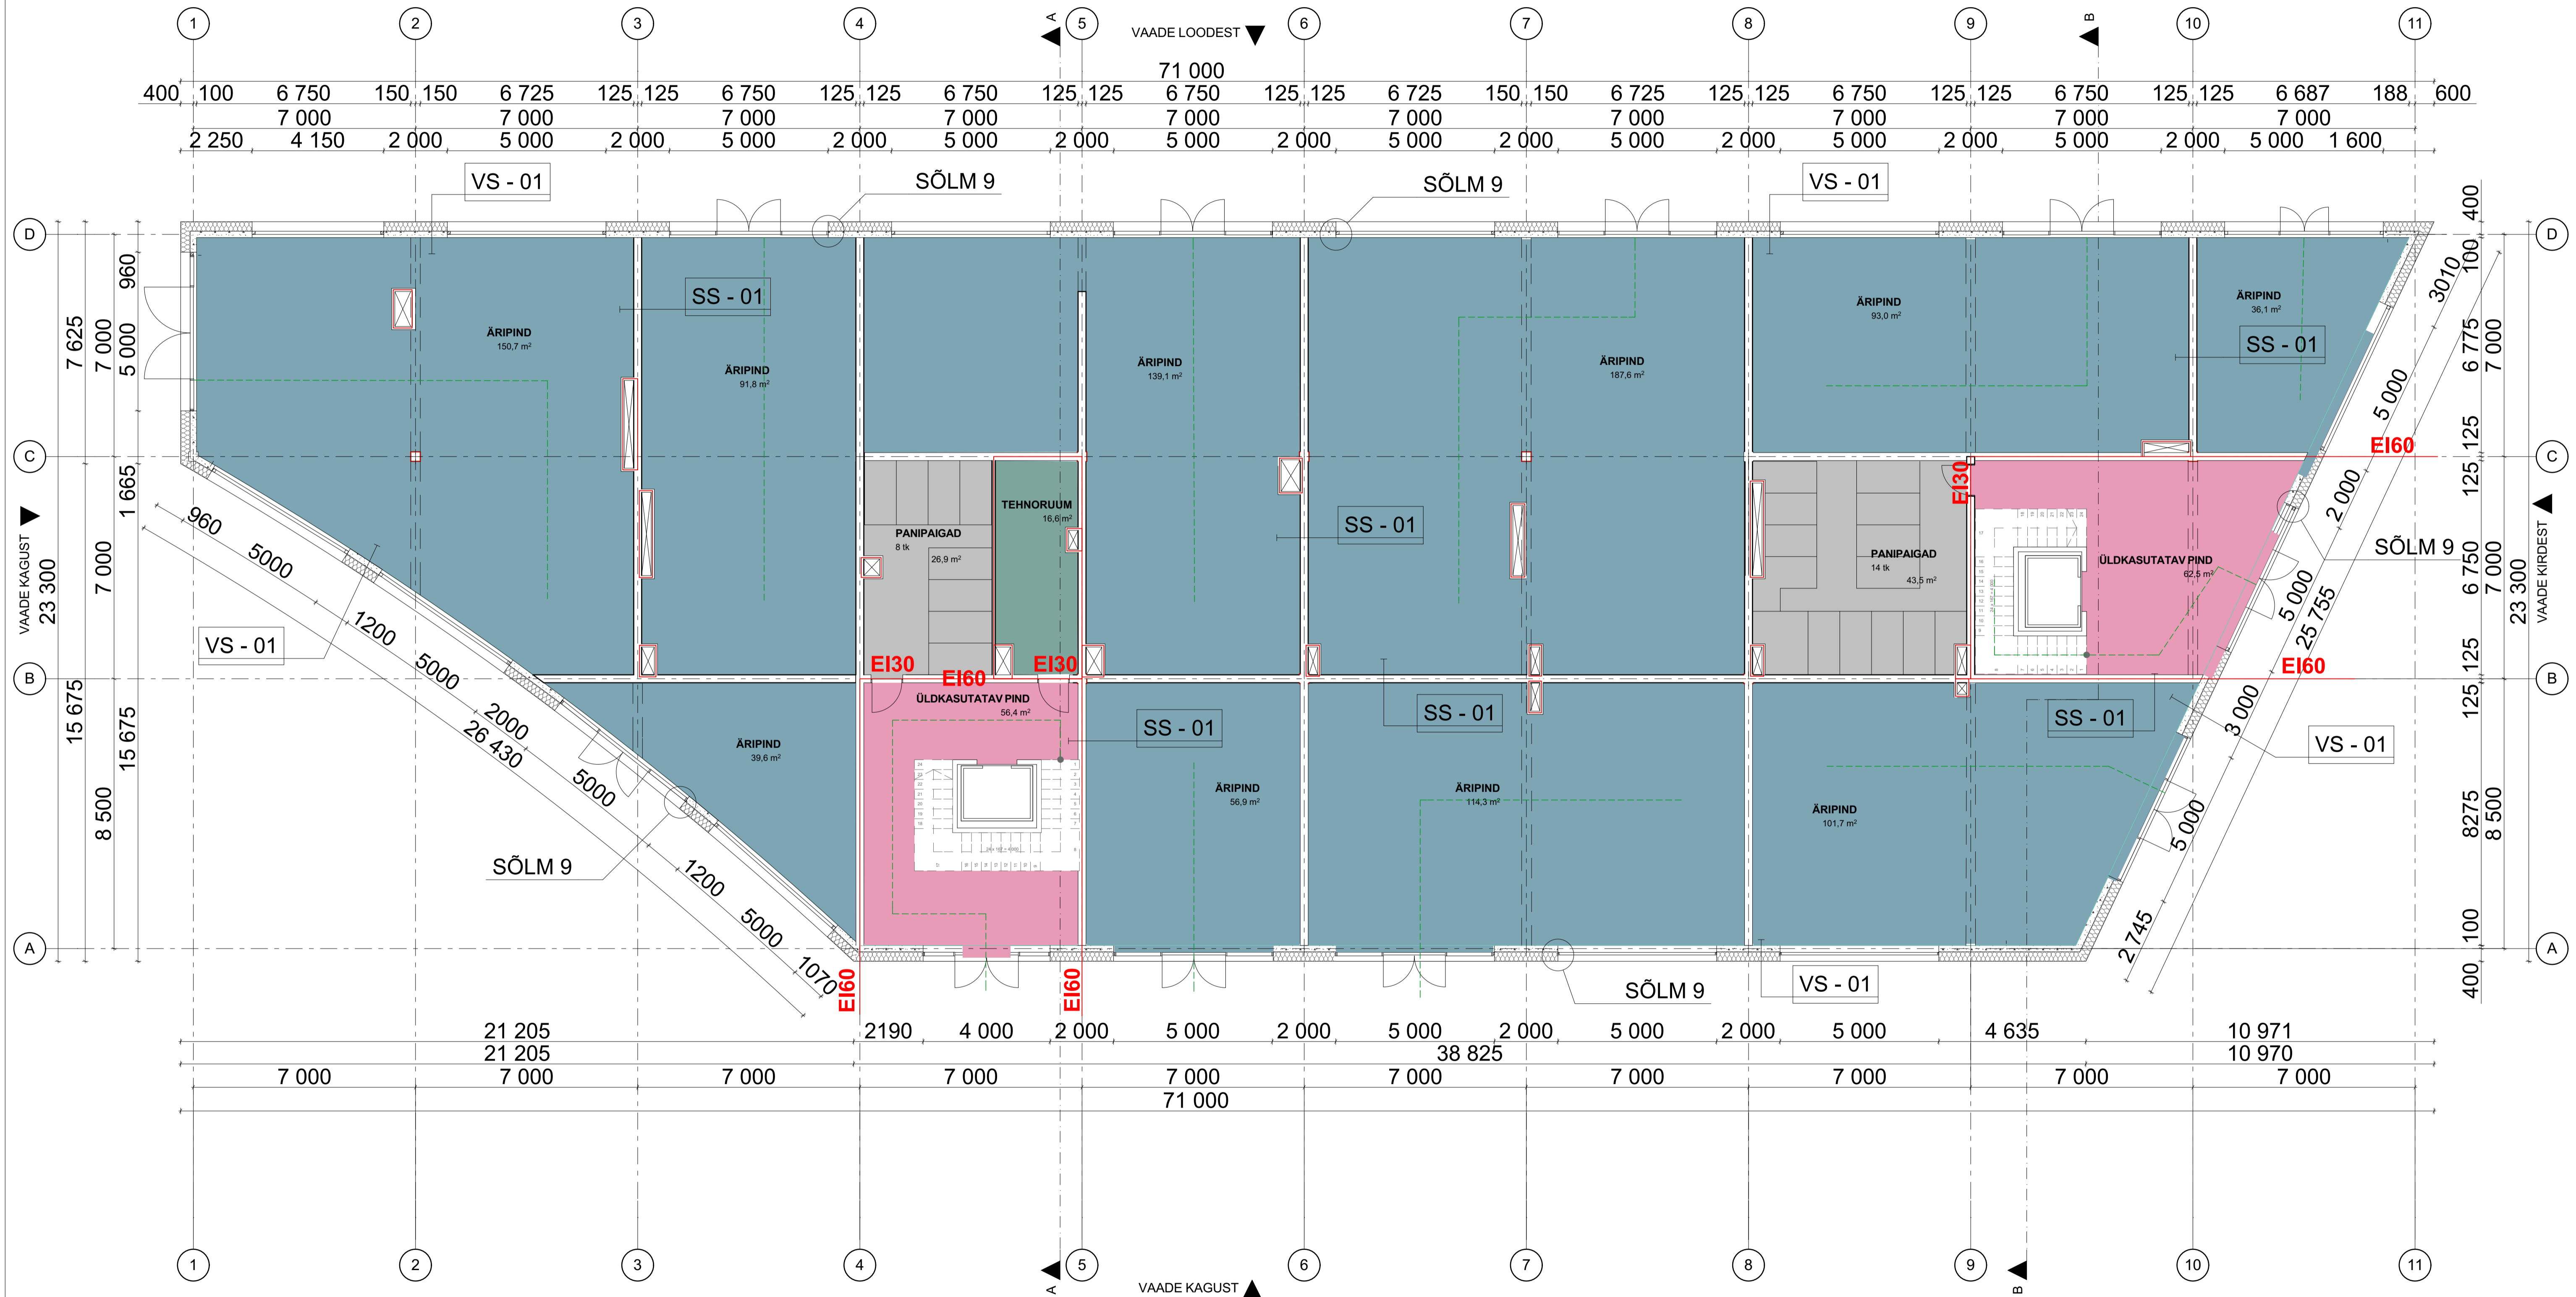 1 2 3 4 5 6 7 8 9 10 11
A VAADE LOODEST B
71 000
400 100 6 750 150 150 6 725 125 125 6 750 125 125 6 750 125 125 6 750 125 125 6 725 150 150 6 725 125 125 6 750 125 125 6 750 125 125 6 687 188 600
7 000 7 000 7 000 7 000 7 000 7 000 7 000 7 000 7 000 7 000
2 250 4 150 2 000 5 000 2 000 5 000 2 000 5 000 2 000 5 000 2 000 5 000 2 000 5 000 2 000 5 000 2 000 5 000 2 000 5 000 1 600
VS - 01
SÕLM 9
SÕLM 9
VS - 01
D
D
SS - 01
ÄRIPIND
150,7 m²
ÄRIPIND
91,8 m²
ÄRIPIND
139,1 m²
ÄRIPIND
187,6 m²
ÄRIPIND
93,0 m²
ÄRIPIND
36,1 m²
SS - 01
C
C
EI60
EI30
TEHNORUUM
16,6 m²
PANIPAIGAD
8 tk
26,9 m²
SS - 01
PANIPAIGAD
14 tk
43,5 m²
ÜLDKASUTATAV PIND
62,5 m²
SÕLM 9
VS - 01
EI30
EI60
EI30
EI60
B
B
ÜLDKASUTATAV PIND
56,4 m²
SS - 01
SS - 01
SS - 01
VS - 01
ÄRIPIND
39,6 m²
ÄRIPIND
56,9 m²
ÄRIPIND
114,3 m²
ÄRIPIND
101,7 m²
SÕLM 9
A
A
EI60
EI60
SÕLM 9
VS - 01
VAADE KAGUST
23 300
7 625
15 675
7 000
7 000
8 500
960
5 000
1 665
15 675
960
5000
1200
5000
2000
5000
1200
5000
1070
26 430
3010
5 000
2 000
5 000
3 000
5 000
2 745
25 755
400
100
6 775
125
125
6 750
125
125
8275
100
400
7 000
7 000
8 500
23 300
VAADE KIRDEST
21 205 2190 4 000 2 000 5 000 2 000 5 000 2 000 5 000 2 000 5 000 4 635 10 971
21 205 38 825 10 970
7 000 7 000 7 000 7 000 7 000 7 000 7 000 7 000 7 000 7 000
71 000
1 2 3 4 5 6 7 8 9 10 11
A VAADE KAGUST B